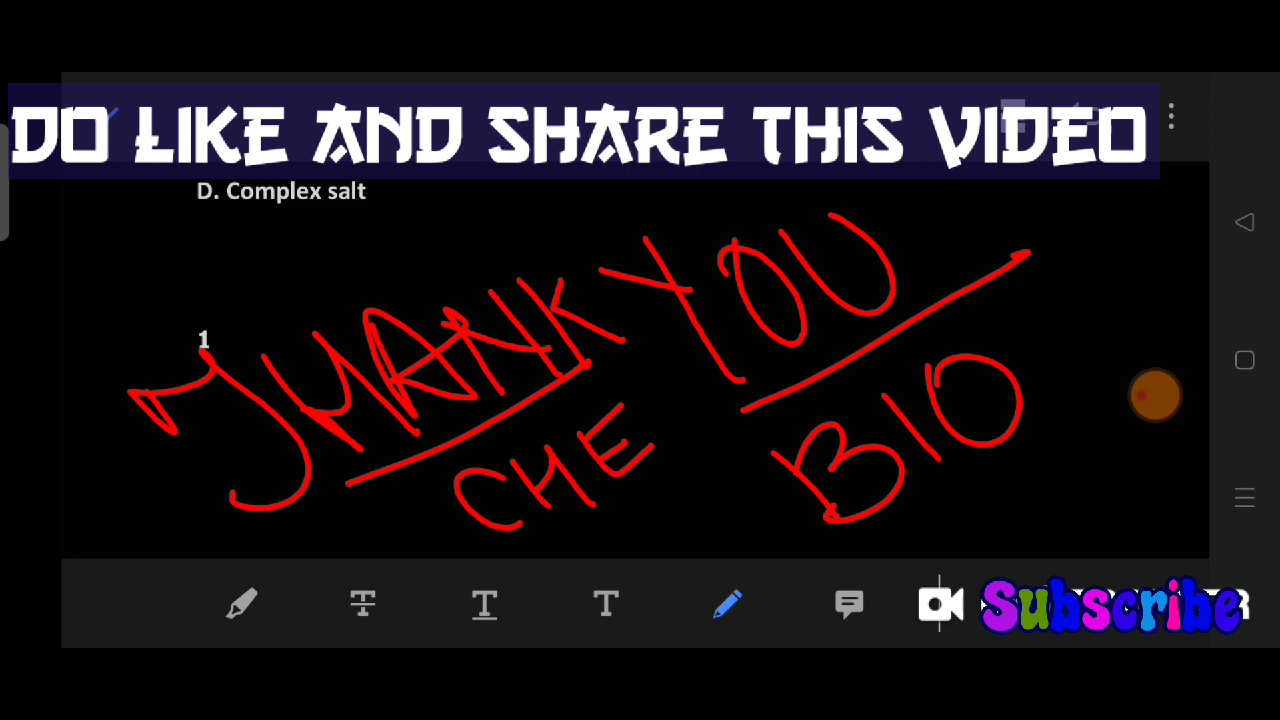 DO LIKE AND SHARE THIS VIDEO
D. Complex salt
1
THANK YOU
CHE BIO
Subscribe